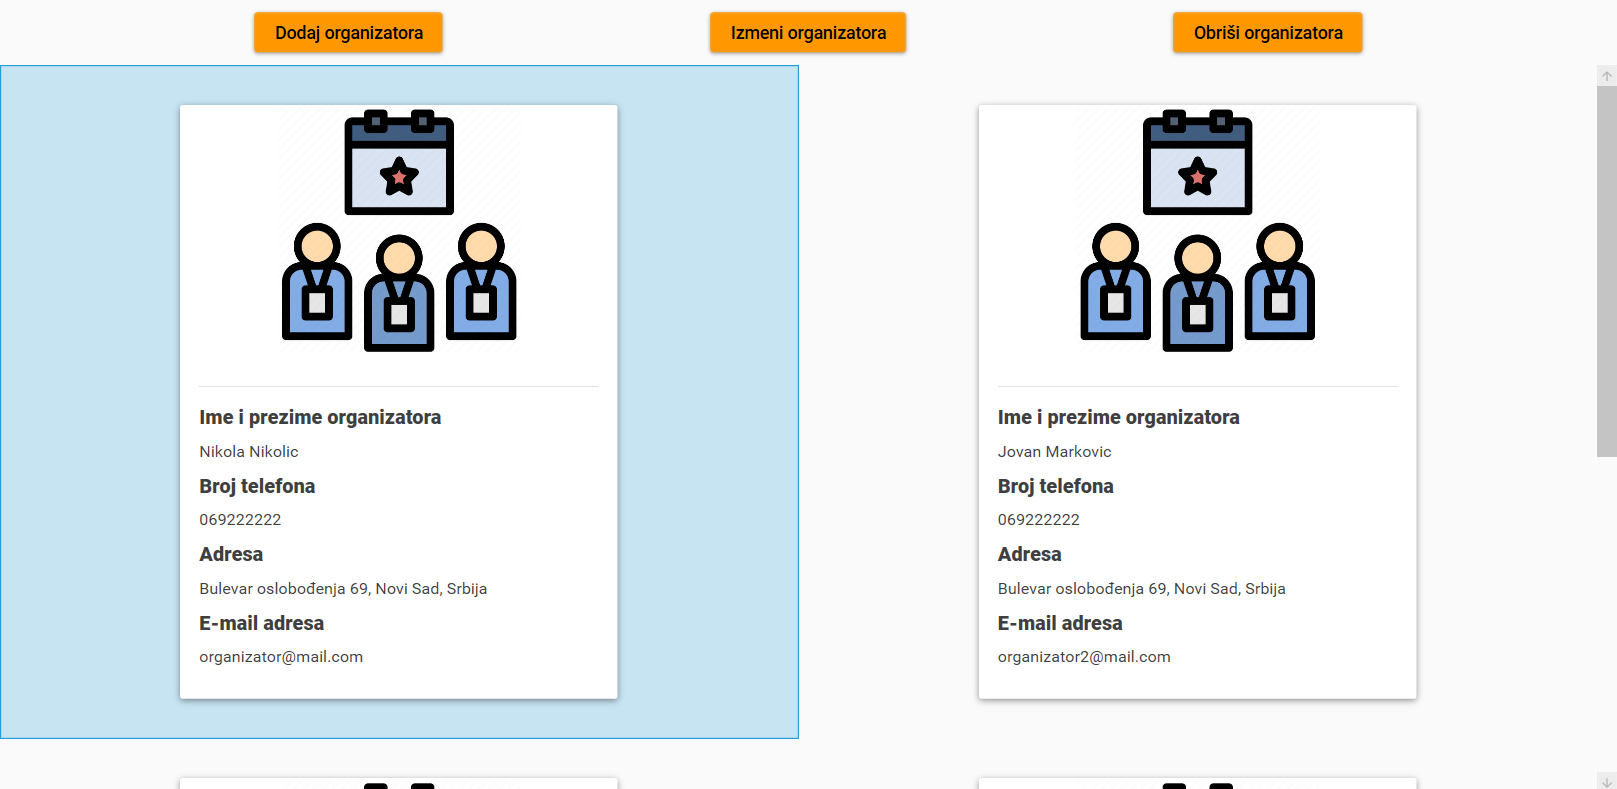 Dodaj organizatora
Izmeni organizatora
Obriši organizatora
Ime i prezime organizatora
Nikola Nikolic
Broj telefona
069222222
Adresa
Bulevar oslobođenja 69, Novi Sad, Srbija
E-mail adresa
organizator@mail.com
Ime i prezime organizatora
Jovan Markovic
Broj telefona
069222222
Adresa
Bulevar oslobođenja 69, Novi Sad, Srbija
E-mail adresa
organizator2@mail.com